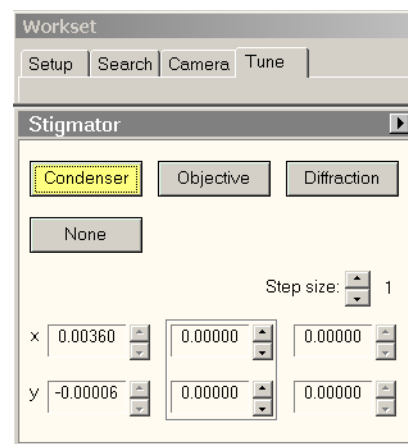 Workset
Setup Search Camera Tune
Stigmator
Condenser Objective Diffraction
None
Step size: 1
x 0.00360 0.00000 0.00000
y -0.00006 0.00000 0.00000